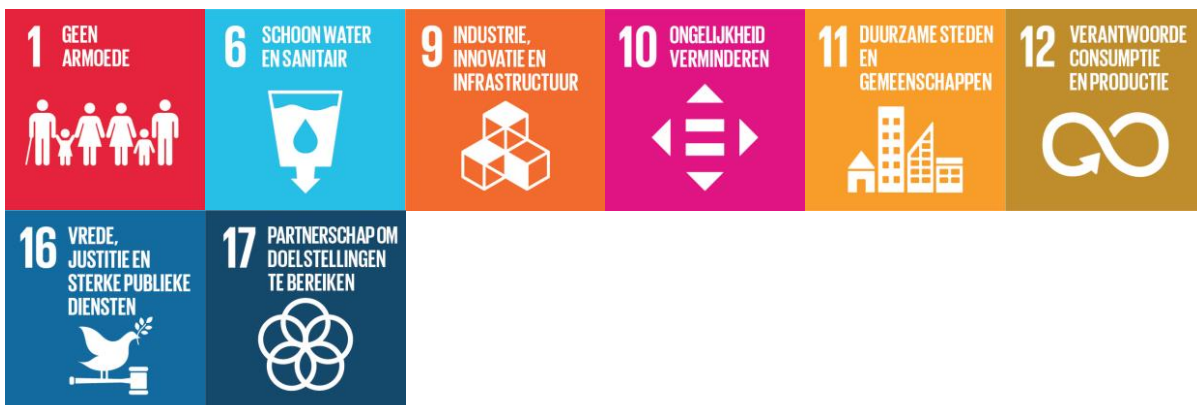 1 GEEN
ARMOEDE
6 SCHOON WATER
EN SANITAIR
9 INDUSTRIE,
INNOVATIE EN
INFRASTRUCTUUR
10 ONGELIJKHEID
VERMINDEREN
11 DUURZAME STEDEN
EN
GEMEENSCHAPPEN
12 VERANTWOORDE
CONSUMPTIE
EN PRODUCTIE
16 VREDE,
JUSTITIE EN
STERKE PUBLIEKE
DIENSTEN
17 PARTNERSCHAP OM
DOELSTELLINGEN
TE BEREIKEN